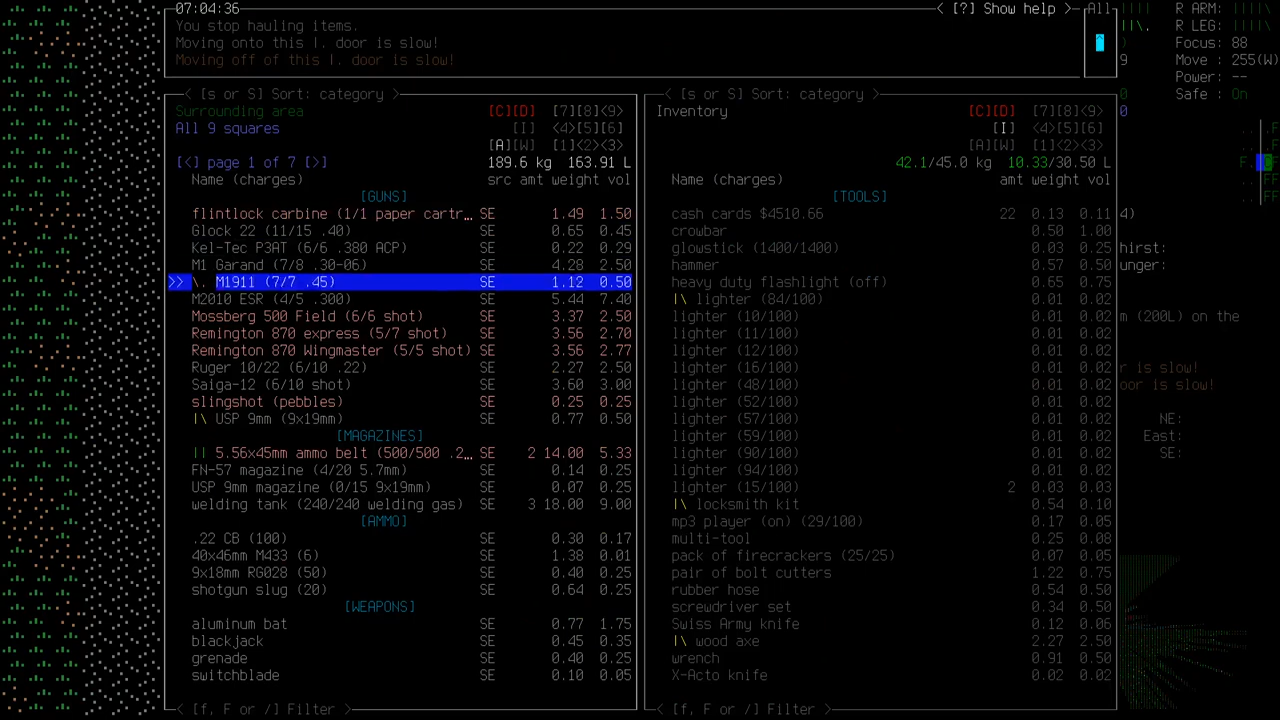 07:04:36
< [?] Show help >
All
You stop hauling items.
Moving onto this |. door is slow!
Moving off of this |. door is slow!
R ARM:
R LEG:
Focus: 88
Move : 255(W)
Power: --
Safe : On
< [s or S] Sort: category >
Surrounding area [C][D] [7][8]<9>
All 9 squares [I] <4>[5][6]
[A][W] [1]<2><3>
[<] page 1 of 7 [>] 189.6 kg 163.91 L
Name (charges) src amt weight vol
[GUNS]
flintlock carbine (1/1 paper cartr… SE 1.49 1.50
Glock 22 (11/15 .40) SE 0.65 0.45
Kel-Tec P3AT (6/6 .380 ACP) SE 0.22 0.29
M1 Garand (7/8 .30-06) SE 4.28 2.50
>> \. M1911 (7/7 .45) SE 1.12 0.50
M2010 ESR (4/5 .300) SE 5.44 7.40
Mossberg 500 Field (6/6 shot) SE 3.37 2.50
Remington 870 express (5/7 shot) SE 3.56 2.70
Remington 870 Wingmaster (5/5 shot) SE 3.56 2.77
Ruger 10/22 (6/10 .22) SE 2.27 2.50
Saiga-12 (6/10 shot) SE 3.60 3.00
slingshot (pebbles) SE 0.25 0.25
|\ USP 9mm (9x19mm) SE 0.77 0.50
[MAGAZINES]
|| 5.56x45mm ammo belt (500/500 .2… SE 2 14.00 5.33
FN-57 magazine (4/20 5.7mm) SE 0.14 0.25
USP 9mm magazine (0/15 9x19mm) SE 0.07 0.25
welding tank (240/240 welding gas) SE 3 18.00 9.00
[AMMO]
.22 CB (100) SE 0.30 0.17
40x46mm M433 (6) SE 1.38 0.01
9x18mm RG028 (50) SE 0.40 0.25
shotgun slug (20) SE 0.64 0.25
[WEAPONS]
aluminum bat SE 0.77 1.75
blackjack SE 0.45 0.35
grenade SE 0.40 0.25
switchblade SE 0.10 0.05
< [f, F or /] Filter >
< [s or S] Sort: category >
Inventory [C][D] [7][8]<9>
[I] <4>[5][6]
[A][W] [1]<2><3>
42.1/45.0 kg 10.33/30.50 L
Name (charges) amt weight vol
[TOOLS]
cash cards $4510.66 22 0.13 0.11
crowbar 0.50 1.00
glowstick (1400/1400) 0.03 0.25
hammer 0.57 0.50
heavy duty flashlight (off) 0.65 0.75
|\ lighter (84/100) 0.01 0.02
lighter (10/100) 0.01 0.02
lighter (11/100) 0.01 0.02
lighter (12/100) 0.01 0.02
lighter (16/100) 0.01 0.02
lighter (48/100) 0.01 0.02
lighter (52/100) 0.01 0.02
lighter (57/100) 0.01 0.02
lighter (59/100) 0.01 0.02
lighter (90/100) 0.01 0.02
lighter (94/100) 0.01 0.02
lighter (15/100) 2 0.03 0.03
|\ locksmith kit 0.54 0.10
mp3 player (on) (29/100) 0.17 0.05
multi-tool 0.25 0.08
pack of firecrackers (25/25) 0.07 0.05
pair of bolt cutters 1.22 0.75
rubber hose 0.54 0.50
screwdriver set 0.34 0.50
Swiss Army knife 0.12 0.06
|\ wood axe 2.27 2.50
wrench 0.91 0.50
X-Acto knife 0.02 0.02
< [f, F or /] Filter >
4)
hirst:
unger:
m (200L) on the
r is slow!
oor is slow!
NE:
East:
SE: